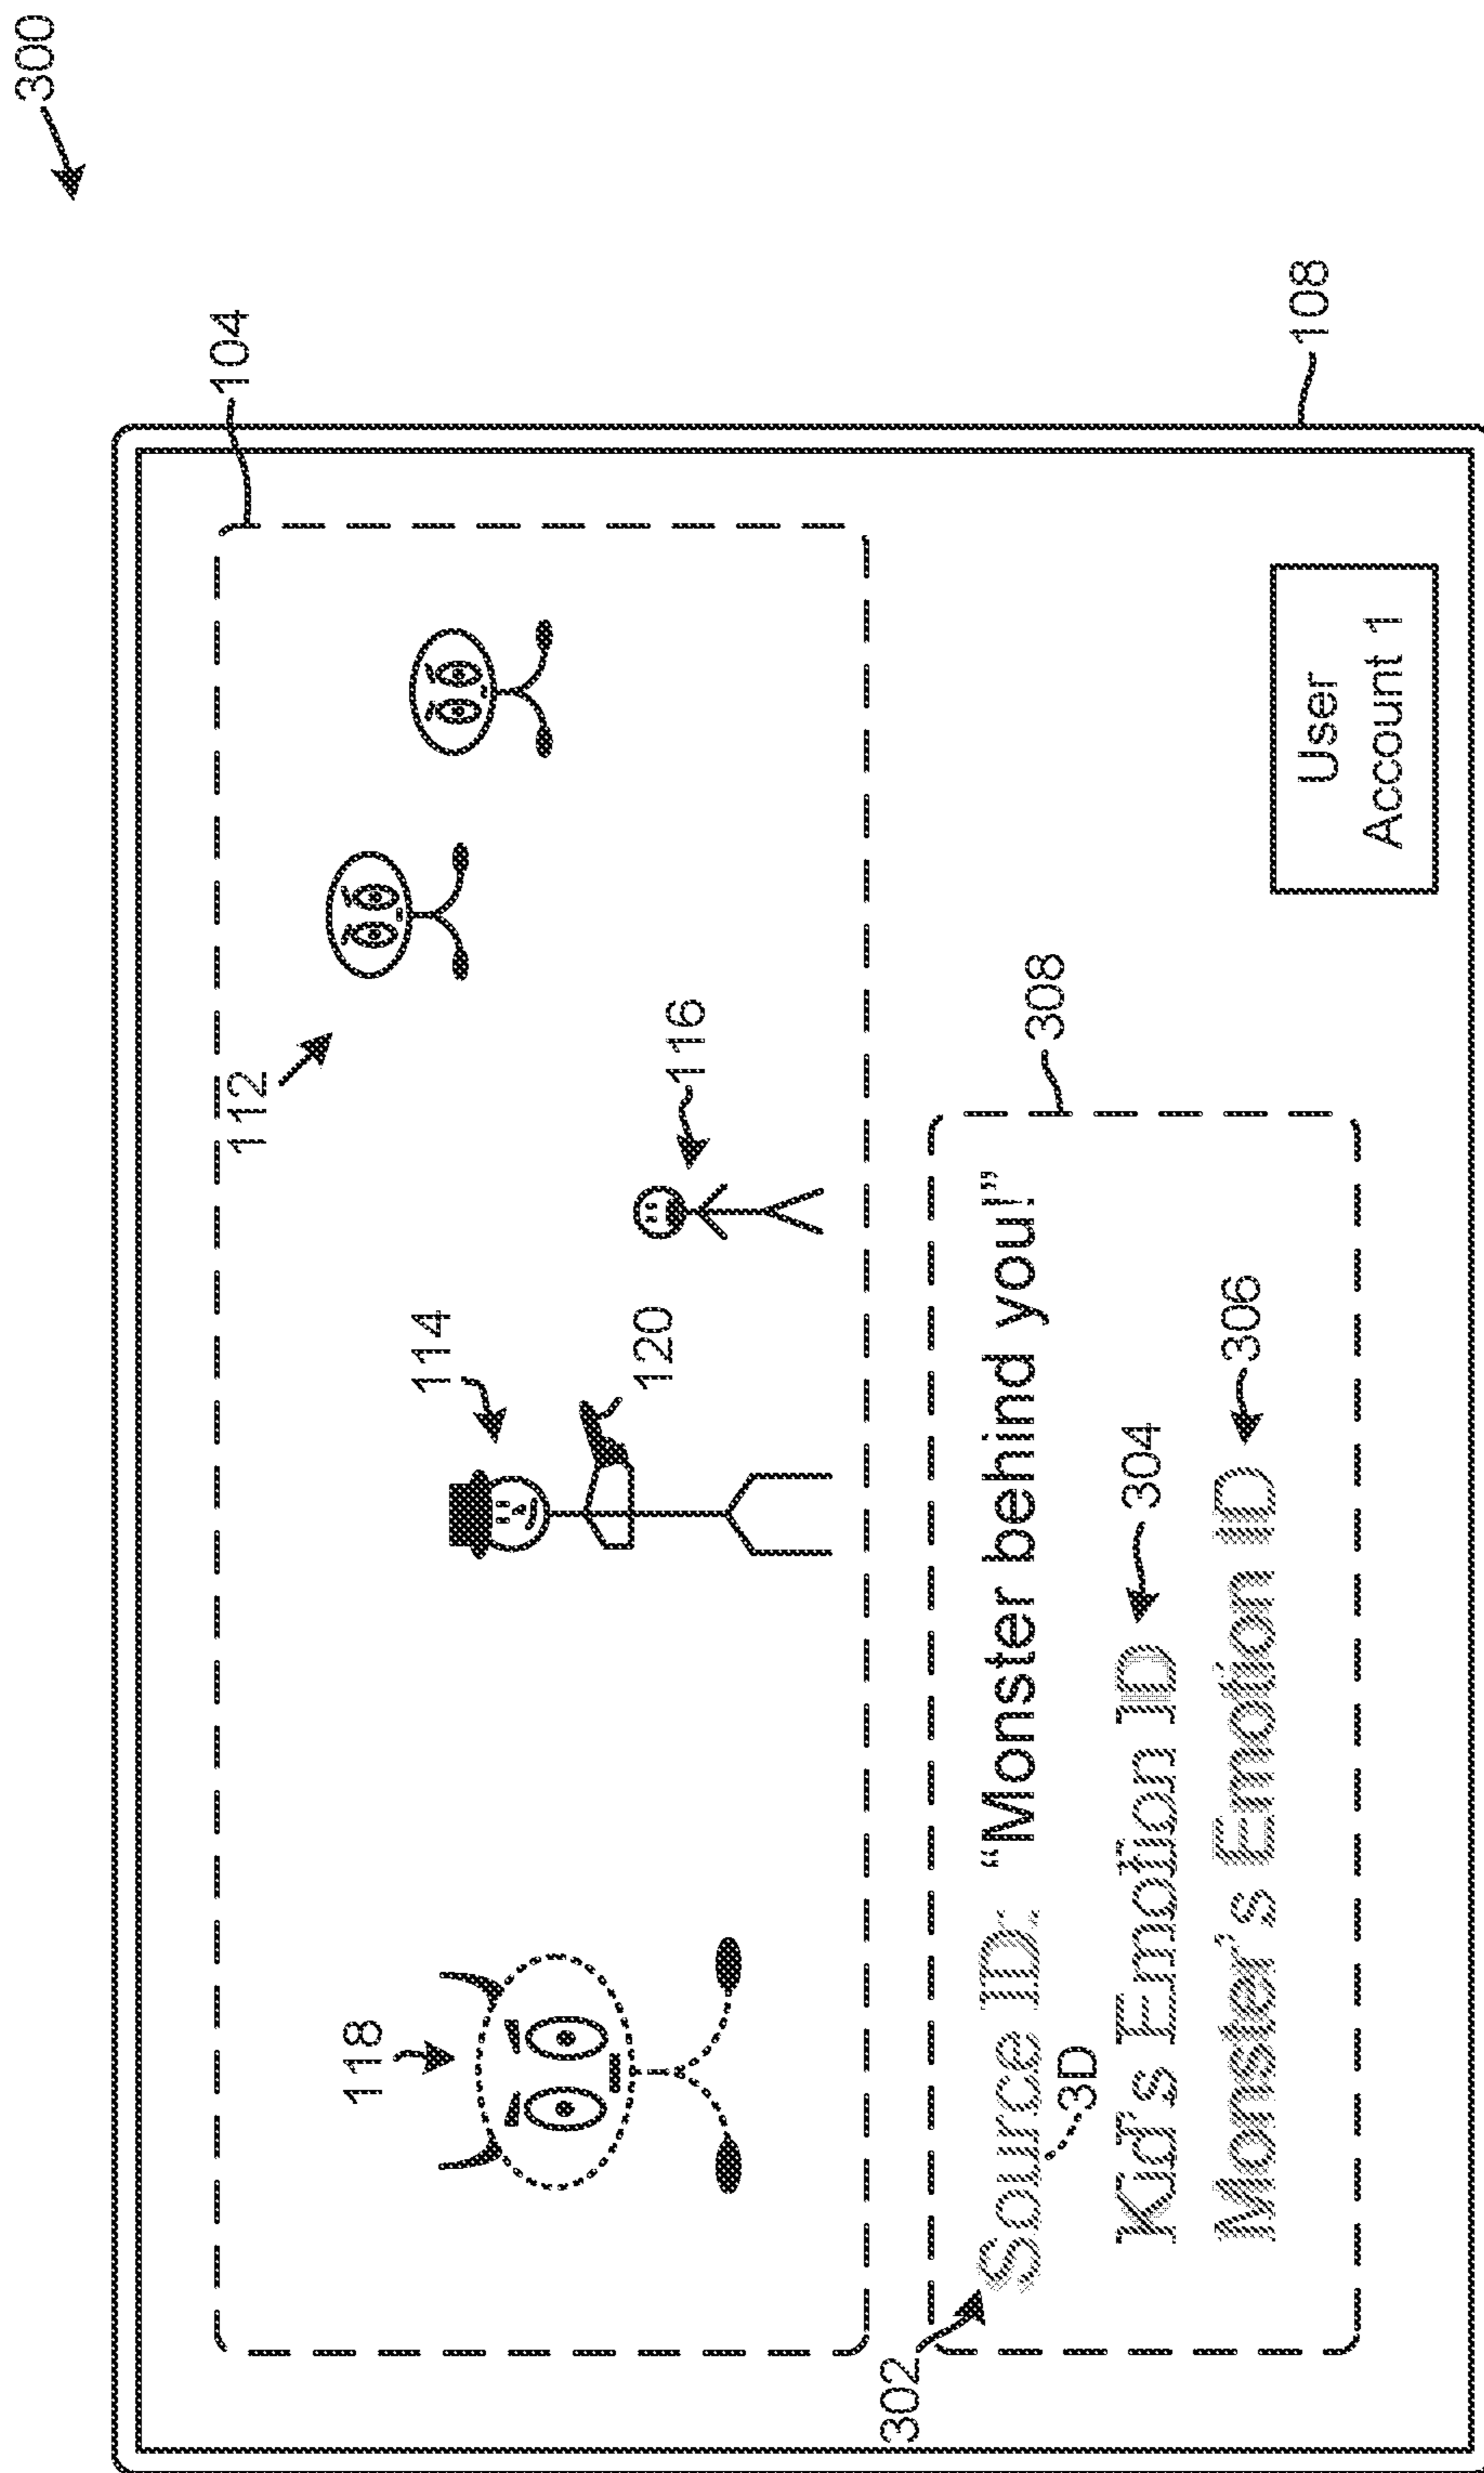 300
104
108
112
114
116
118
120
302
Source ID: “Monster behind you!”
3D
308
Kid's Emotion ID
304
Monster’s Emotion ID
306
User
Account 1